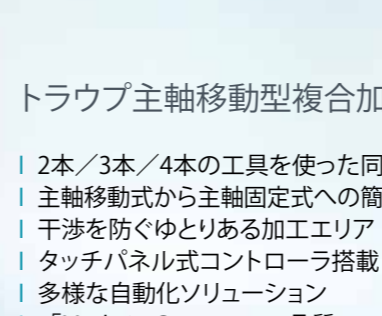 トラウプ主軸移動型複合加
| 2本／3本／4本の工具を使った同
| 主軸移動式から主軸固定式への簡
| 干渉を防ぐゆとりある加工エリア
| タッチパネル式コントローラ搭載
| 多様な自動化ソリューション